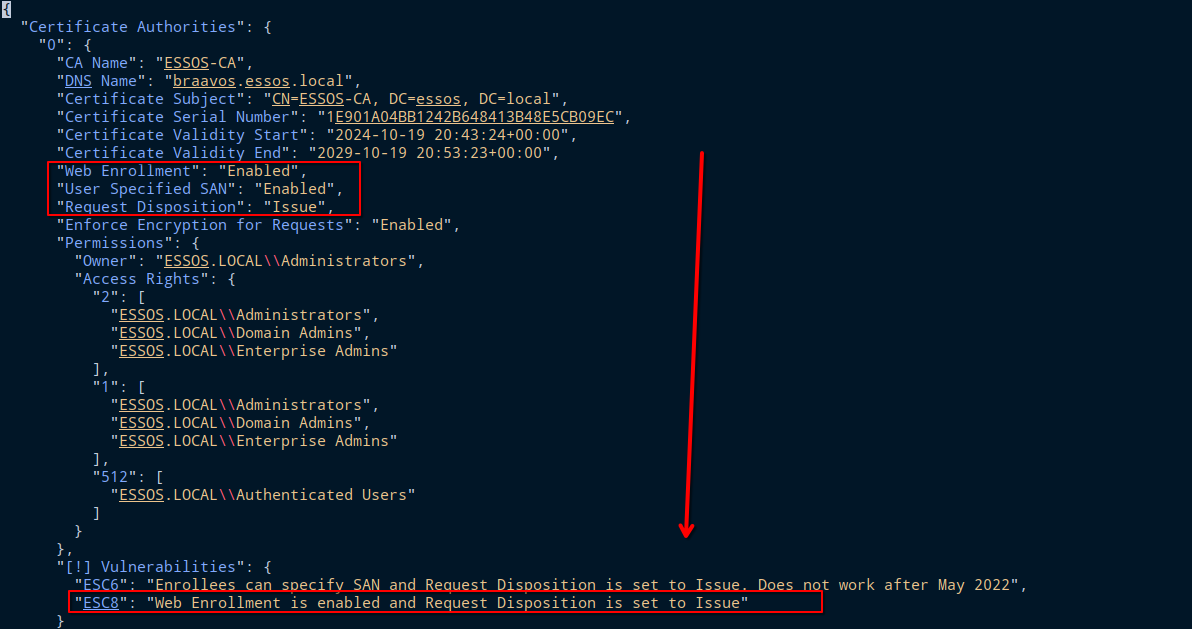 {
"Certificate Authorities": {
"0": {
"CA Name": "ESSOS-CA",
"DNS Name": "braavos.essos.local",
"Certificate Subject": "CN=ESSOS-CA, DC=essos, DC=local",
"Certificate Serial Number": "1E901A04BB1242B648413B48E5CB09EC",
"Certificate Validity Start": "2024-10-19 20:43:24+00:00",
"Certificate Validity End": "2029-10-19 20:53:23+00:00",
"Web Enrollment": "Enabled",
"User Specified SAN": "Enabled",
"Request Disposition": "Issue",
"Enforce Encryption for Requests": "Enabled",
"Permissions": {
"Owner": "ESSOS.LOCAL\\Administrators",
"Access Rights": {
"2": [
"ESSOS.LOCAL\\Administrators",
"ESSOS.LOCAL\\Domain Admins",
"ESSOS.LOCAL\\Enterprise Admins"
],
"1": [
"ESSOS.LOCAL\\Administrators",
"ESSOS.LOCAL\\Domain Admins",
"ESSOS.LOCAL\\Enterprise Admins"
],
"512": [
"ESSOS.LOCAL\\Authenticated Users"
]
}
},
"[!] Vulnerabilities": {
"ESC6": "Enrollees can specify SAN and Request Disposition is set to Issue. Does not work after May 2022",
"ESC8": "Web Enrollment is enabled and Request Disposition is set to Issue"
}